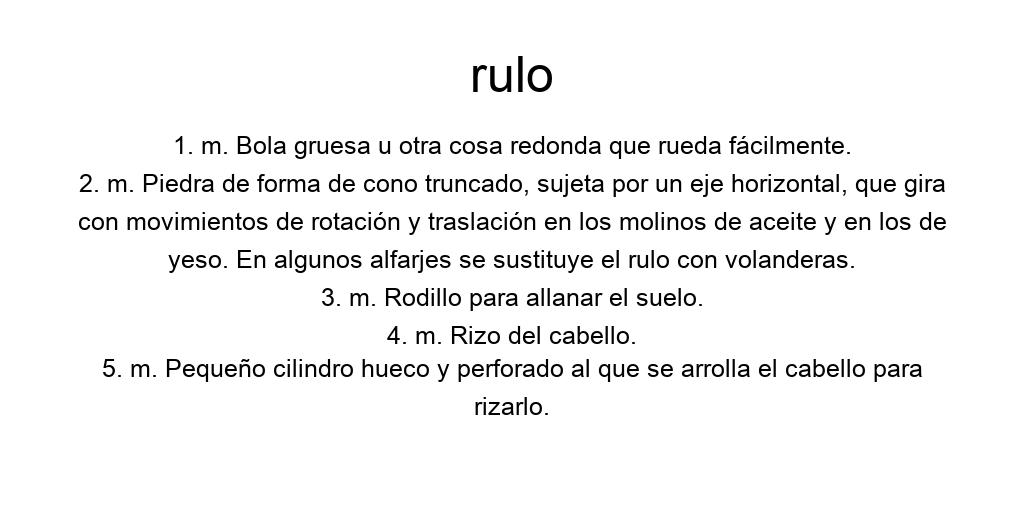 rulo
1. m. Bola gruesa u otra cosa redonda que rueda fácilmente.
2. m. Piedra de forma de cono truncado, sujeta por un eje horizontal, que gira
con movimientos de rotación y traslación en los molinos de aceite y en los de
yeso. En algunos alfarjes se sustituye el rulo con volanderas.
3. m. Rodillo para allanar el suelo.
4. m. Rizo del cabello.
5. m. Pequeño cilindro hueco y perforado al que se arrolla el cabello para
rizarlo.